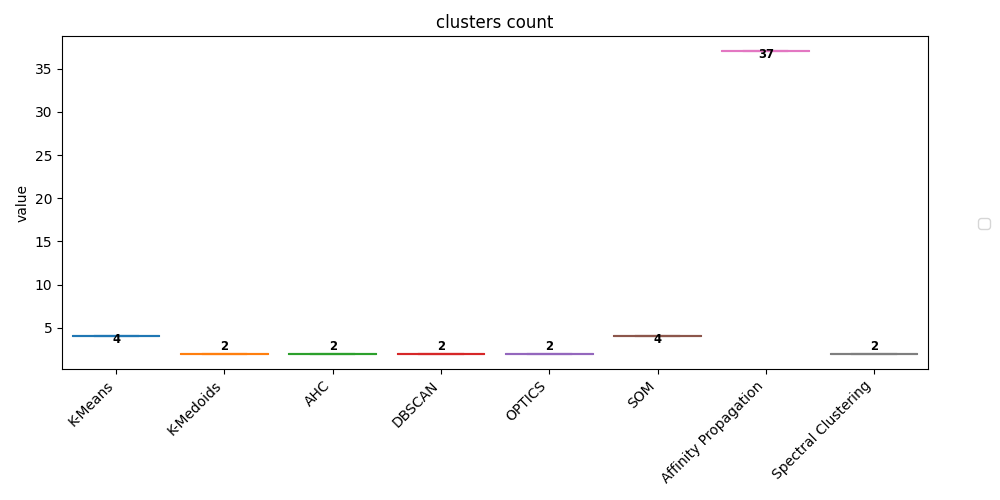 clusters count
value
35
30
25
20
15
10
5
4
2
2
2
2
4
37
2
K-Means
K-Medoids
AHC
DBSCAN
OPTICS
SOM
Affinity Propagation
Spectral Clustering